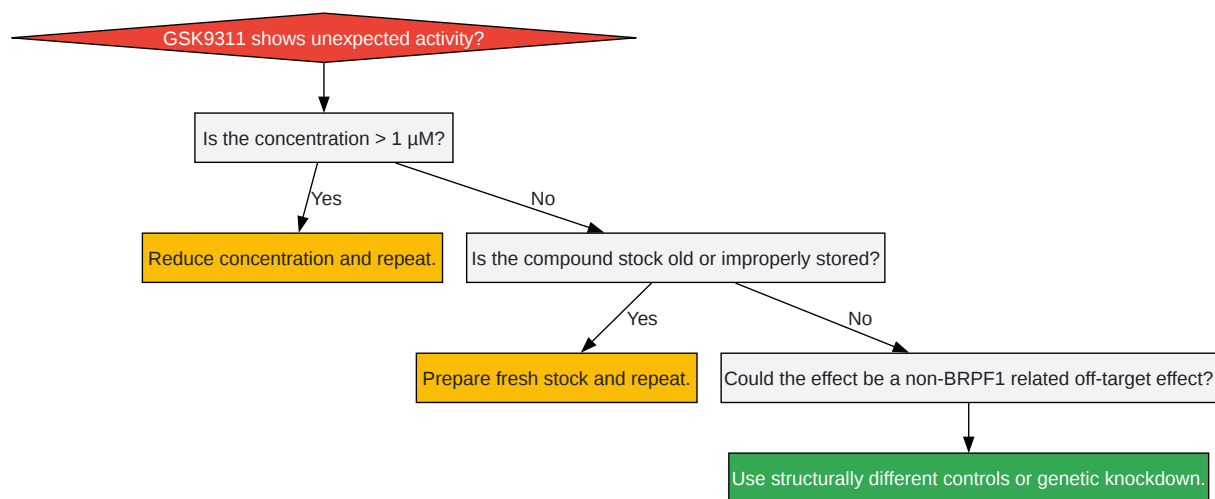 GSK9311 shows unexpected activity?
Is the concentration > 1 µM?
Yes
No
Reduce concentration and repeat.
Is the compound stock old or improperly stored?
Yes
No
Prepare fresh stock and repeat.
Could the effect be a non-BRPF1 related off-target effect?
Use structurally different controls or genetic knockdown.